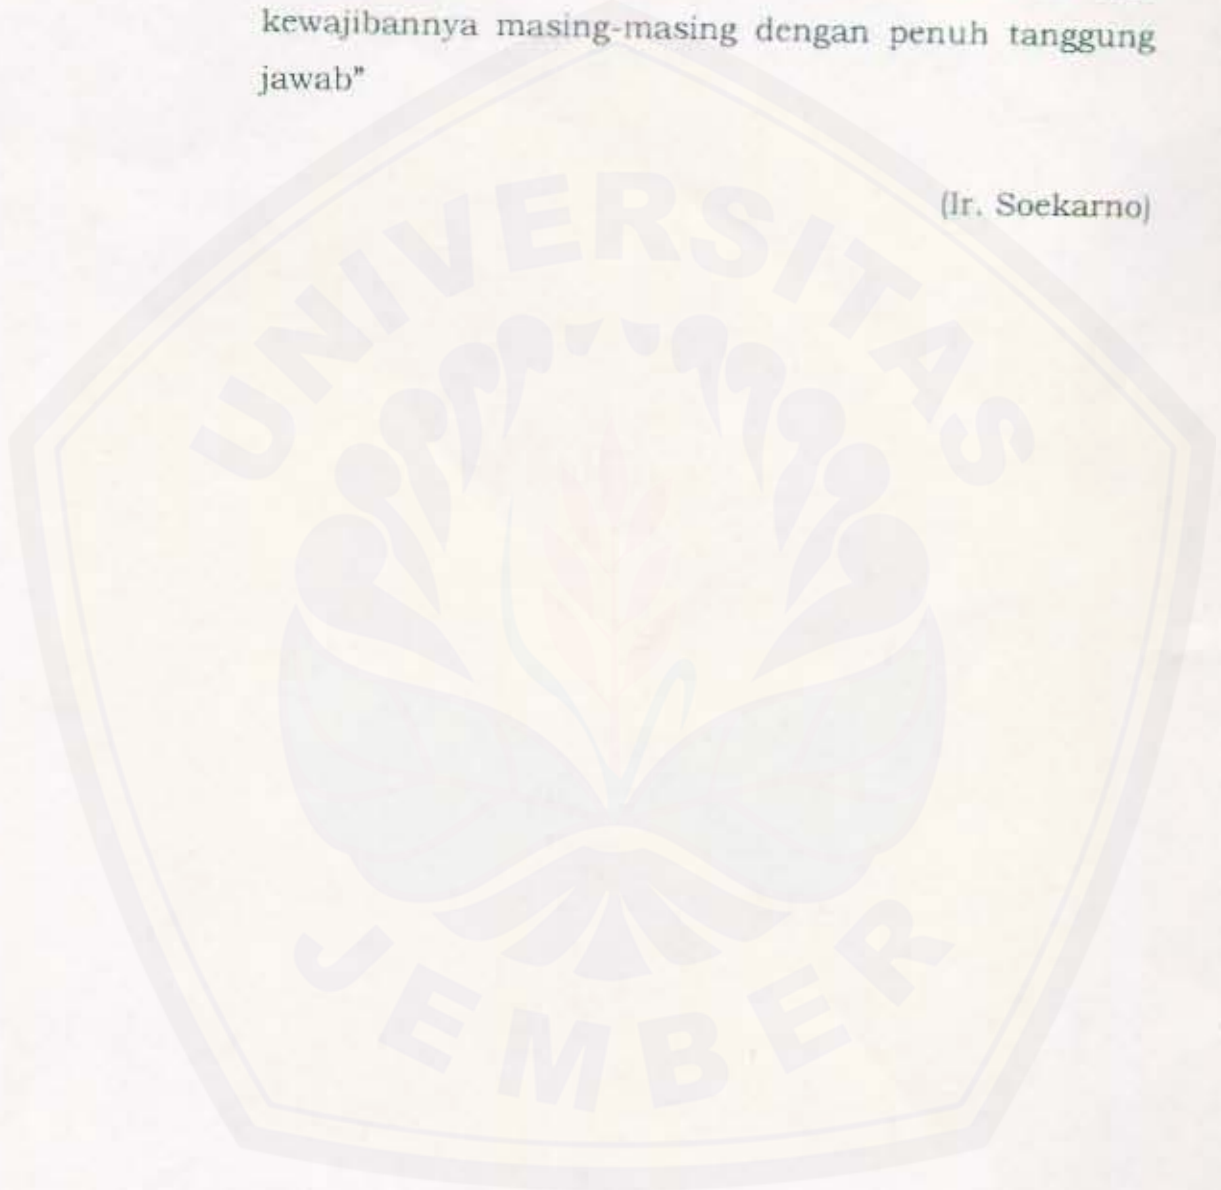 kewajibannya masing-masing dengan penuh tanggung
jawab"
(Ir. Soekarno)
UNIVERSITAS
JEMBER